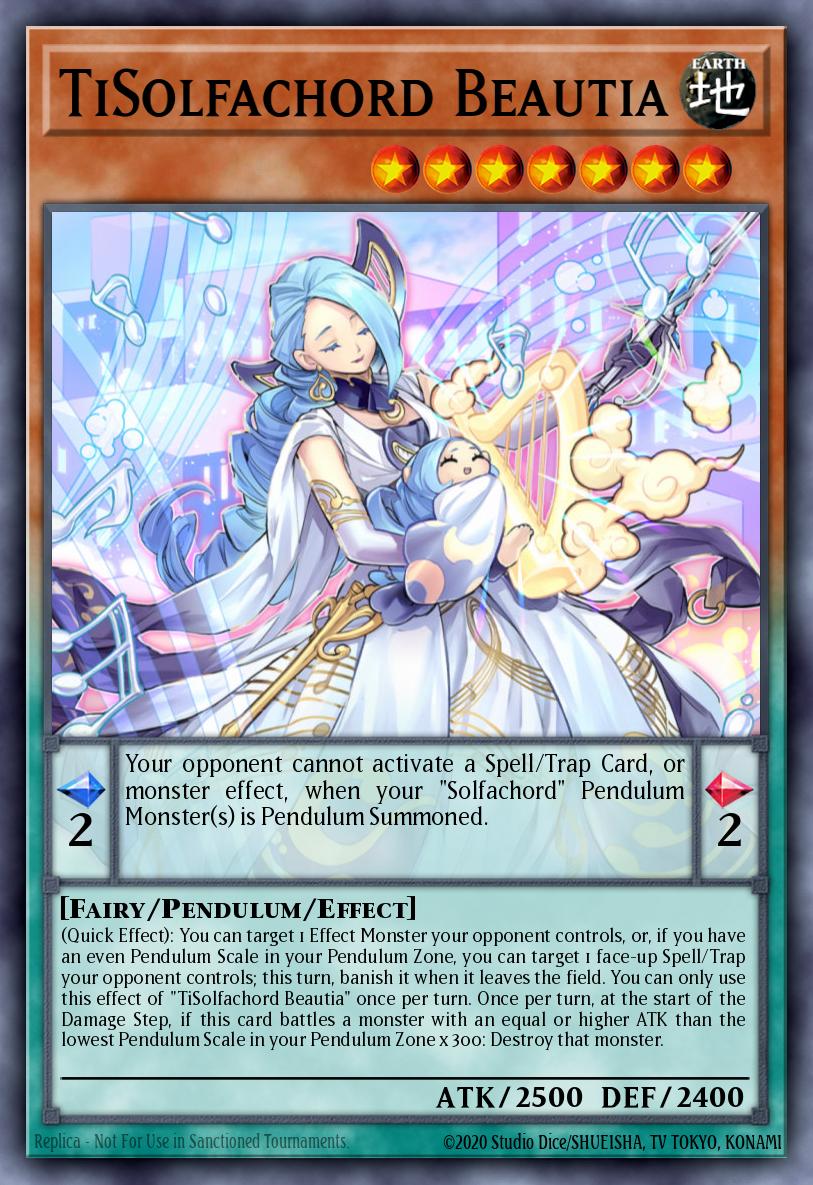 TiSolfachord Beautia
EARTH
地
Your opponent cannot activate a Spell/Trap Card, or
monster effect, when your "Solfachord" Pendulum
Monster(s) is Pendulum Summoned.
2
2
[Fairy/Pendulum/Effect]
(Quick Effect): You can target 1 Effect Monster your opponent controls, or, if you have
an even Pendulum Scale in your Pendulum Zone, you can target 1 face-up Spell/Trap
your opponent controls; this turn, banish it when it leaves the field. You can only use
this effect of "TiSolfachord Beautia" once per turn. Once per turn, at the start of the
Damage Step, if this card battles a monster with an equal or higher ATK than the
lowest Pendulum Scale in your Pendulum Zone x 300: Destroy that monster.
ATK/2500 DEF/2400
Replica - Not For Use in Sanctioned Tournaments.
©2020 Studio Dice/SHUEISHA, TV TOKYO, KONAMI